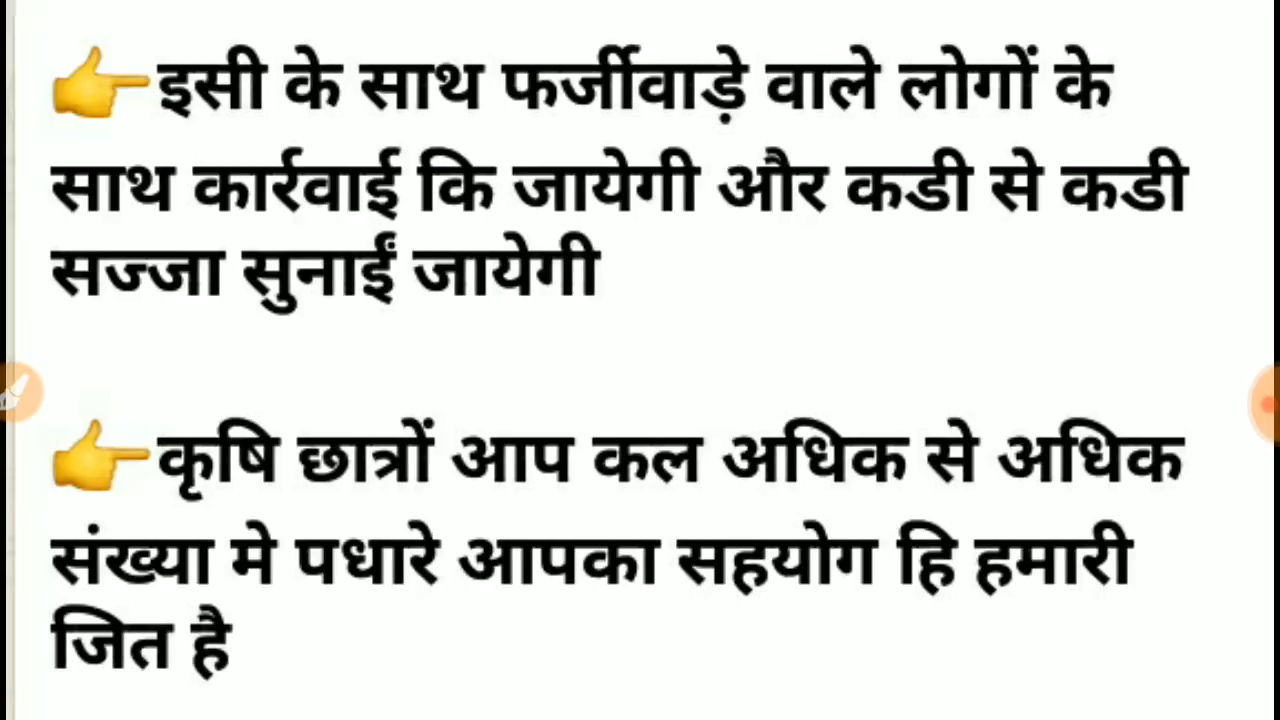 👉इसी के साथ फर्जीवाड़े वाले लोगों के
साथ कार्रवाई कि जायेगी और कडी से कडी
सज्जा सुनाईं जायेगी
👉कृषि छात्रों आप कल अधिक से अधिक
संख्या मे पधारे आपका सहयोग हि हमारी
जित है